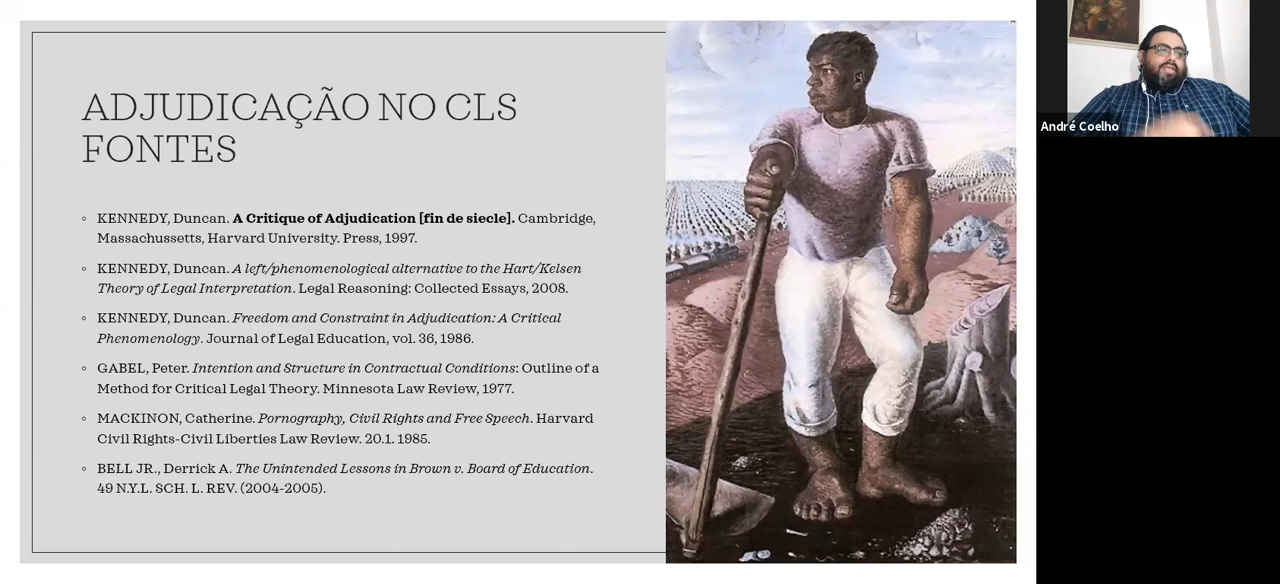 ADJUDICAÇÃO NO CLS
FONTES
◦ KENNEDY, Duncan. A Critique of Adjudication [fin de siecle]. Cambridge,
Massachussetts, Harvard University. Press, 1997.
◦ KENNEDY, Duncan. A left/phenomenological alternative to the Hart/Kelsen
Theory of Legal Interpretation. Legal Reasoning: Collected Essays, 2008.
◦ KENNEDY, Duncan. Freedom and Constraint in Adjudication: A Critical
Phenomenology. Journal of Legal Education, vol. 36, 1986.
◦ GABEL, Peter. Intention and Structure in Contractual Conditions: Outline of a
Method for Critical Legal Theory. Minnesota Law Review, 1977.
◦ MACKINON, Catherine. Pornography, Civil Rights and Free Speech. Harvard
Civil Rights-Civil Liberties Law Review. 20.1. 1985.
◦ BELL JR., Derrick A. The Unintended Lessons in Brown v. Board of Education.
49 N.Y.L. SCH. L. REV. (2004-2005).
André Coelho